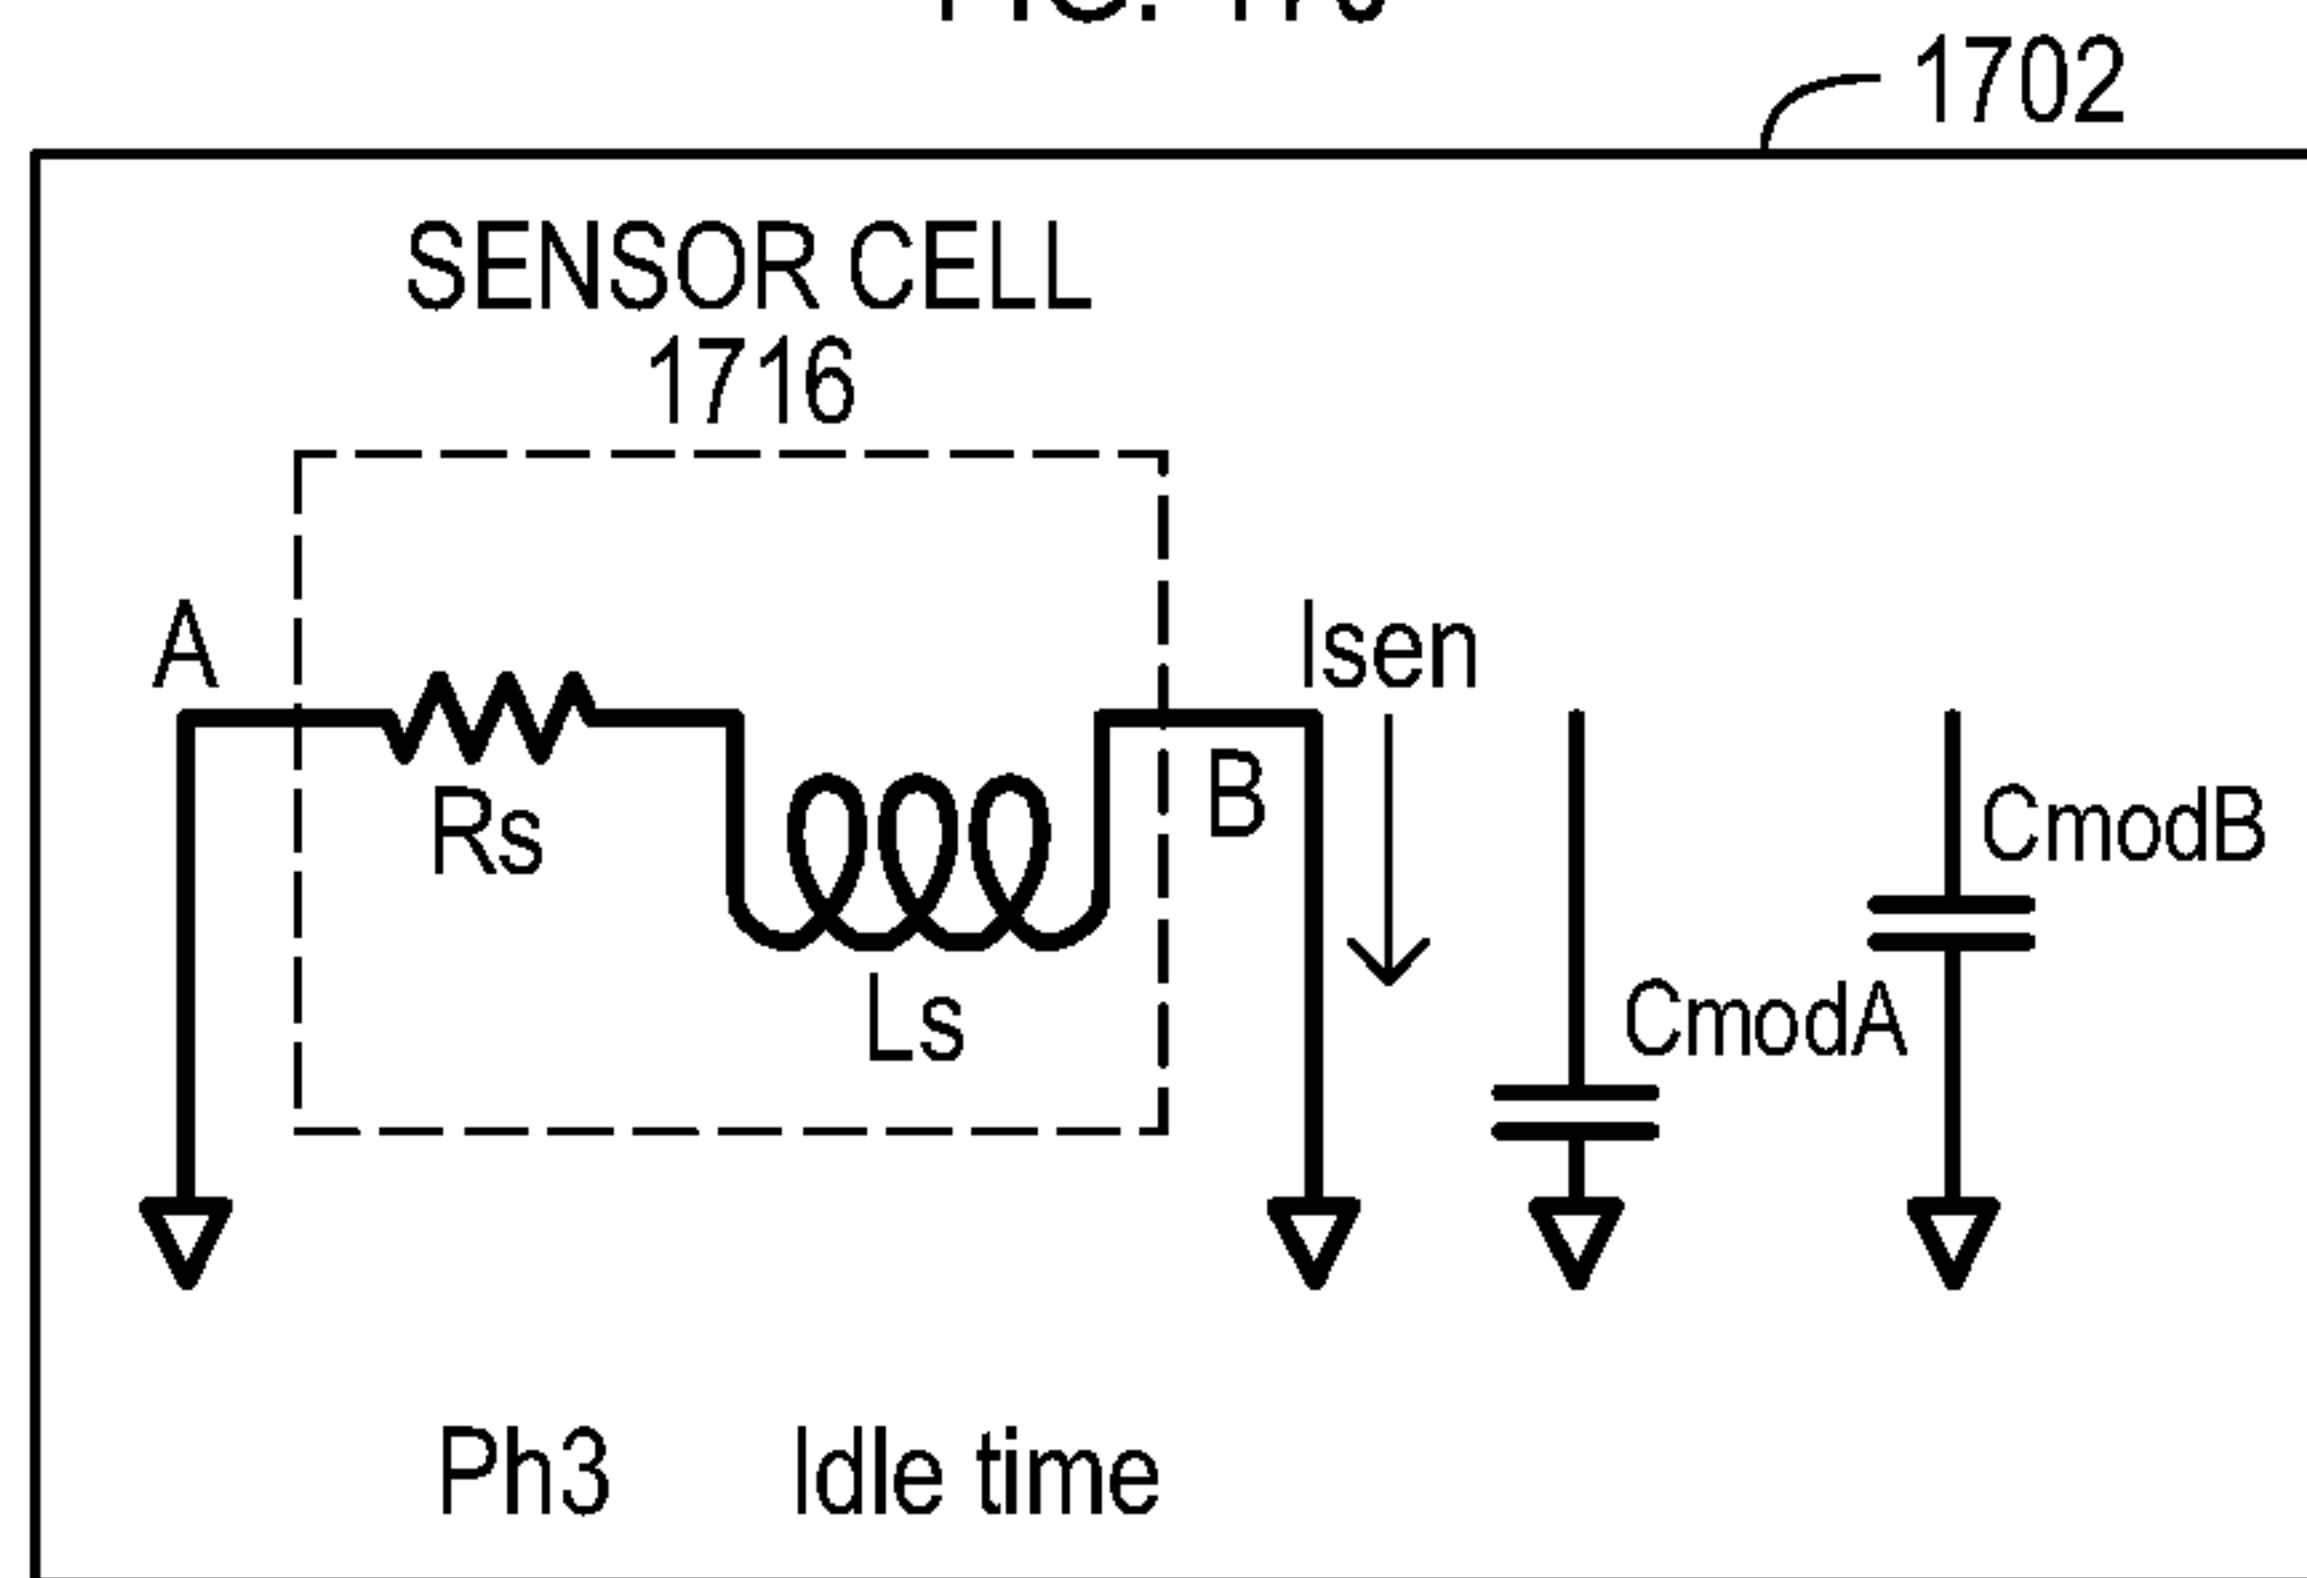 1702
SENSOR CELL
1716
A
Isen
Rs
B
CmodB
Ls
CmodA
Ph3 Idle time